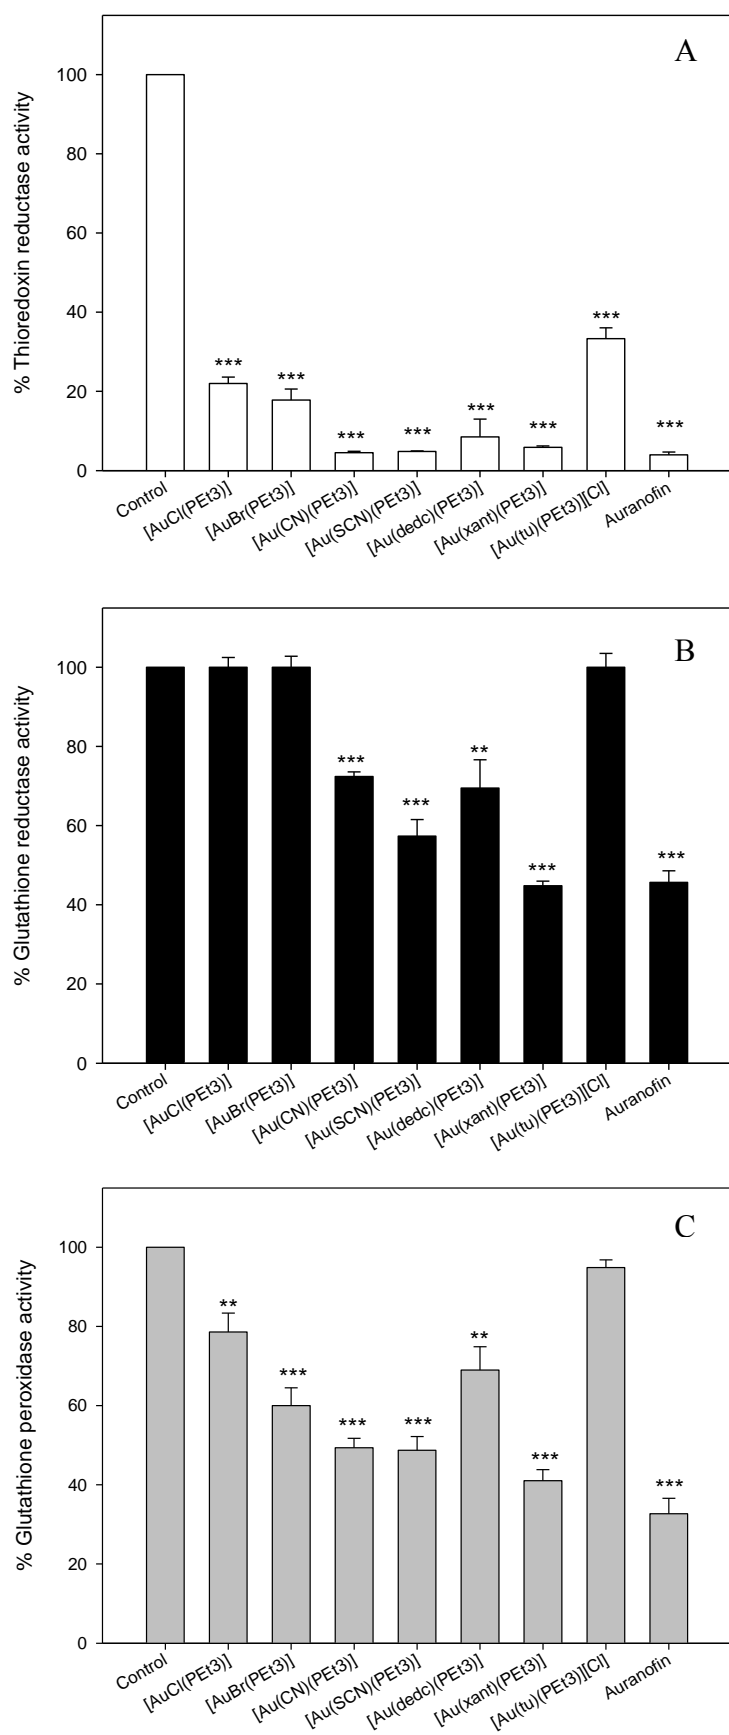 A
% Thioredoxin reductase activity
100
80
60
40
20
0
***
***
***
***
***
***
***
***
Control
[AuCl(PEt3)]
[AuBr(PEt3)]
[Au(CN)(PEt3)]
[Au(SCN)(PEt3)]
[Au(dedc)(PEt3)]
[Au(xant)(PEt3)]
[Au(tu)(PEt3)][Cl]
Auranofin
B
% Glutathione reductase activity
100
80
60
40
20
0
***
***
**
***
***
Control
[AuCl(PEt3)]
[AuBr(PEt3)]
[Au(CN)(PEt3)]
[Au(SCN)(PEt3)]
[Au(dedc)(PEt3)]
[Au(xant)(PEt3)]
[Au(tu)(PEt3)][Cl]
Auranofin
C
% Glutathione peroxidase activity
100
80
60
40
20
0
**
***
***
***
**
***
***
Control
[AuCl(PEt3)]
[AuBr(PEt3)]
[Au(CN)(PEt3)]
[Au(SCN)(PEt3)]
[Au(dedc)(PEt3)]
[Au(xant)(PEt3)]
[Au(tu)(PEt3)][Cl]
Auranofin